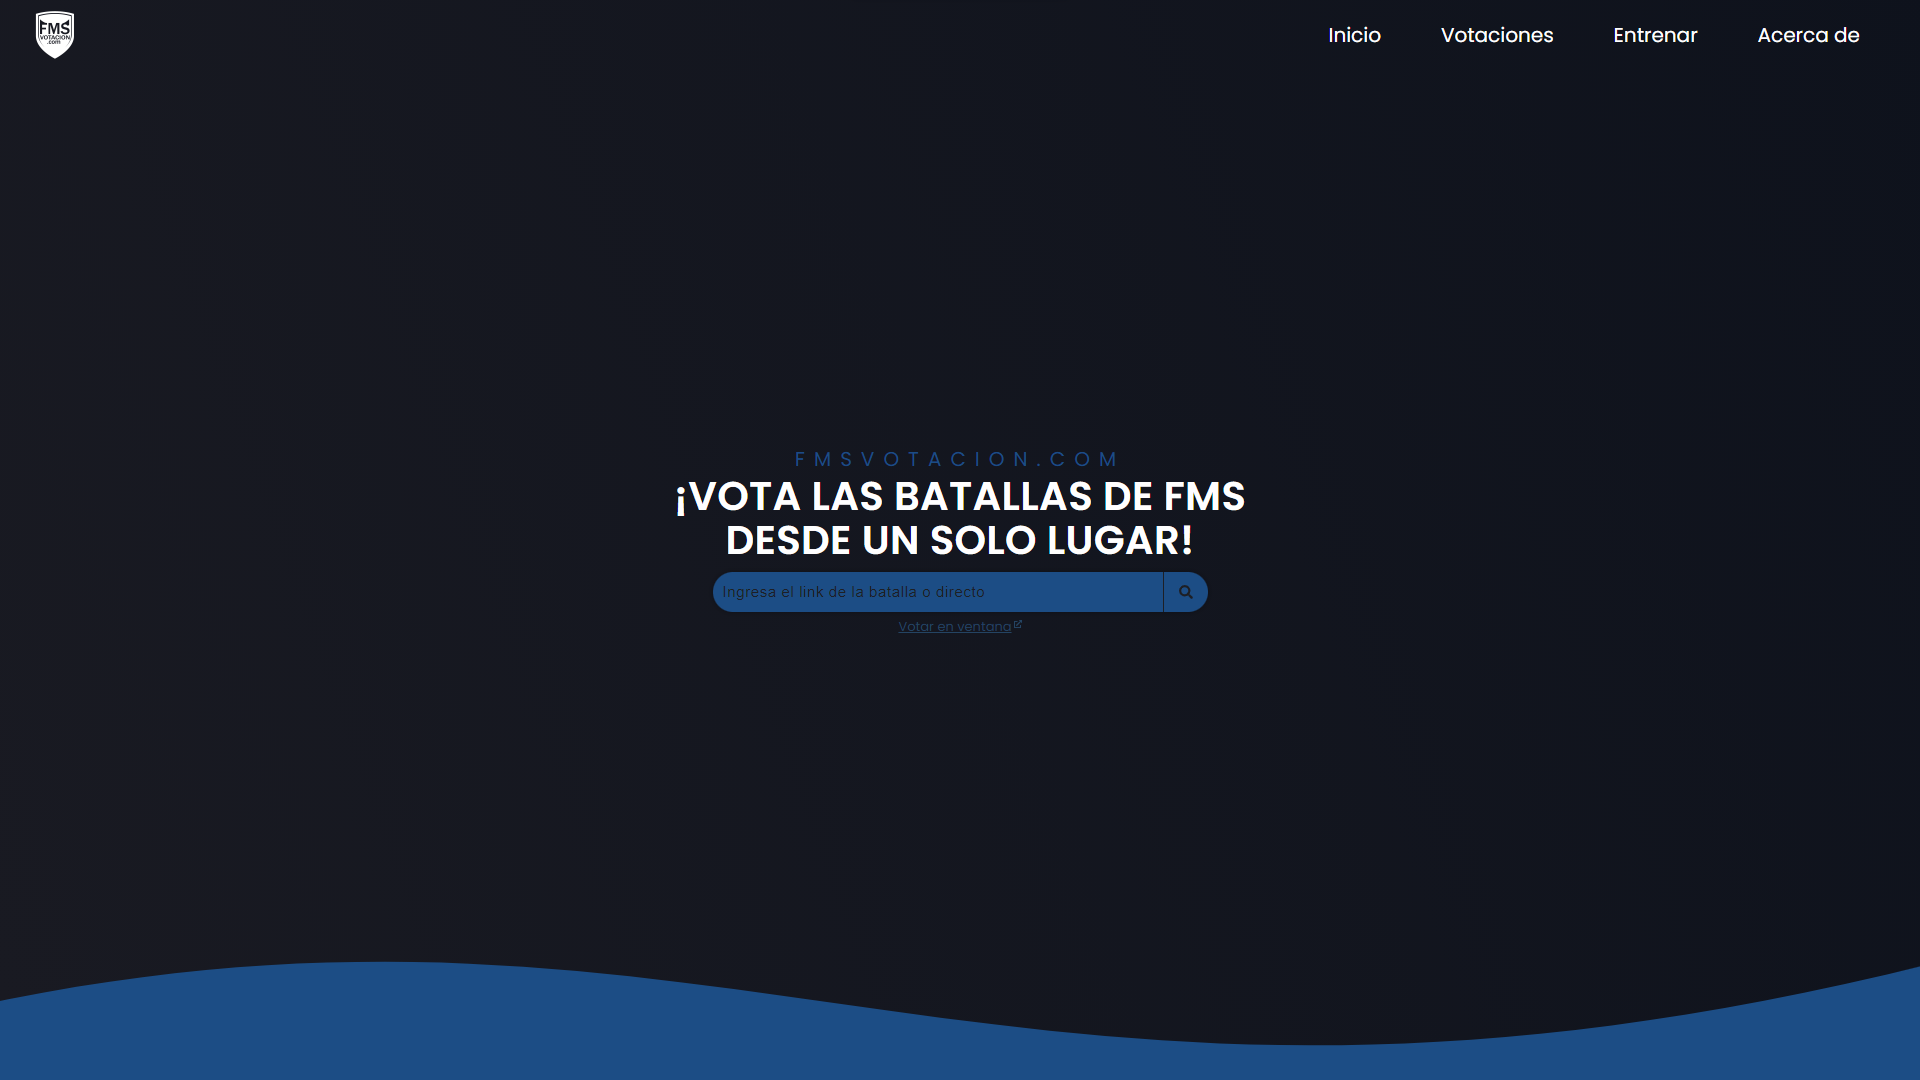 FMS
VOTACION
.com
Inicio
Votaciones
Entrenar
Acerca de
FMSVOTACION.COM
¡VOTA LAS BATALLAS DE FMS
DESDE UN SOLO LUGAR!
Ingresa el link de la batalla o directo
Votar en ventana